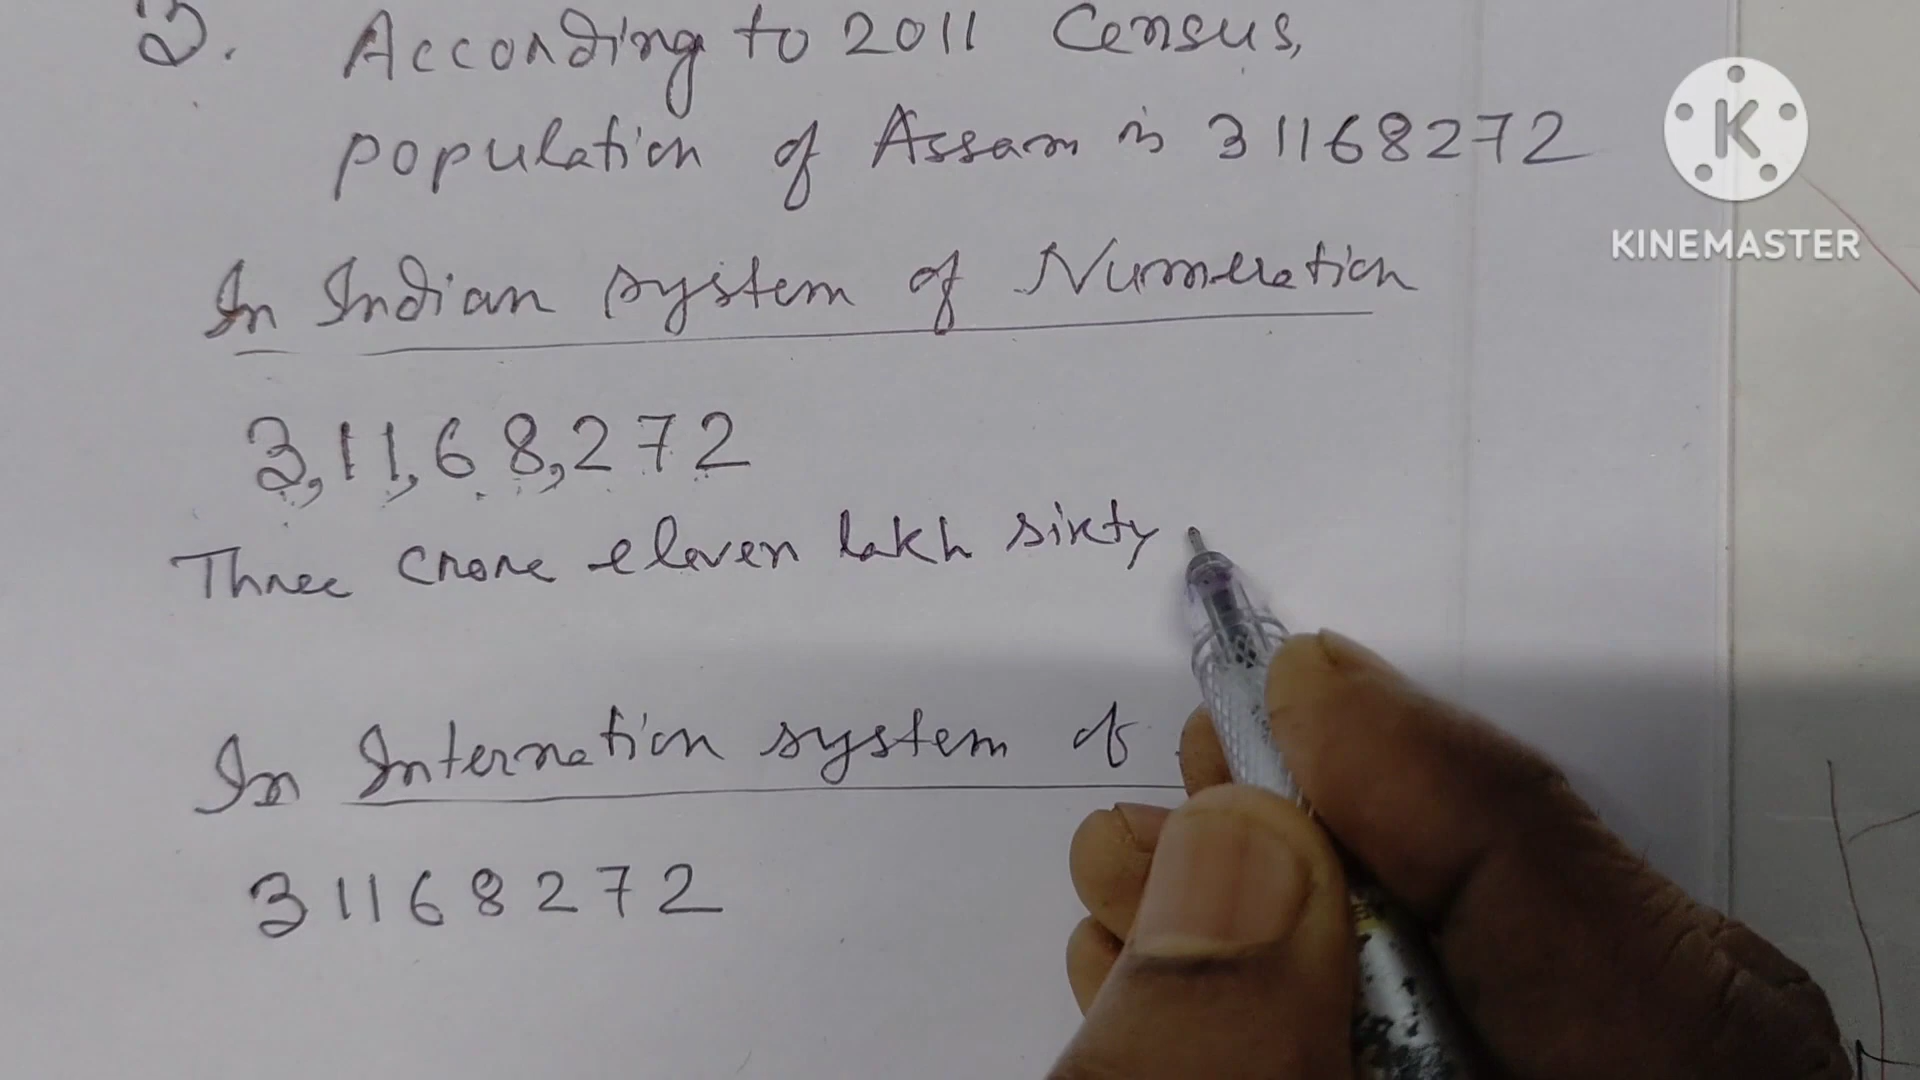 2. According to 2011 Census,
population of Assam is 31168272
In Indian system of Numeration
3,11,68,272
Three crore eleven lakh sixty
In Internation system of
31168272
K
KINEMASTER